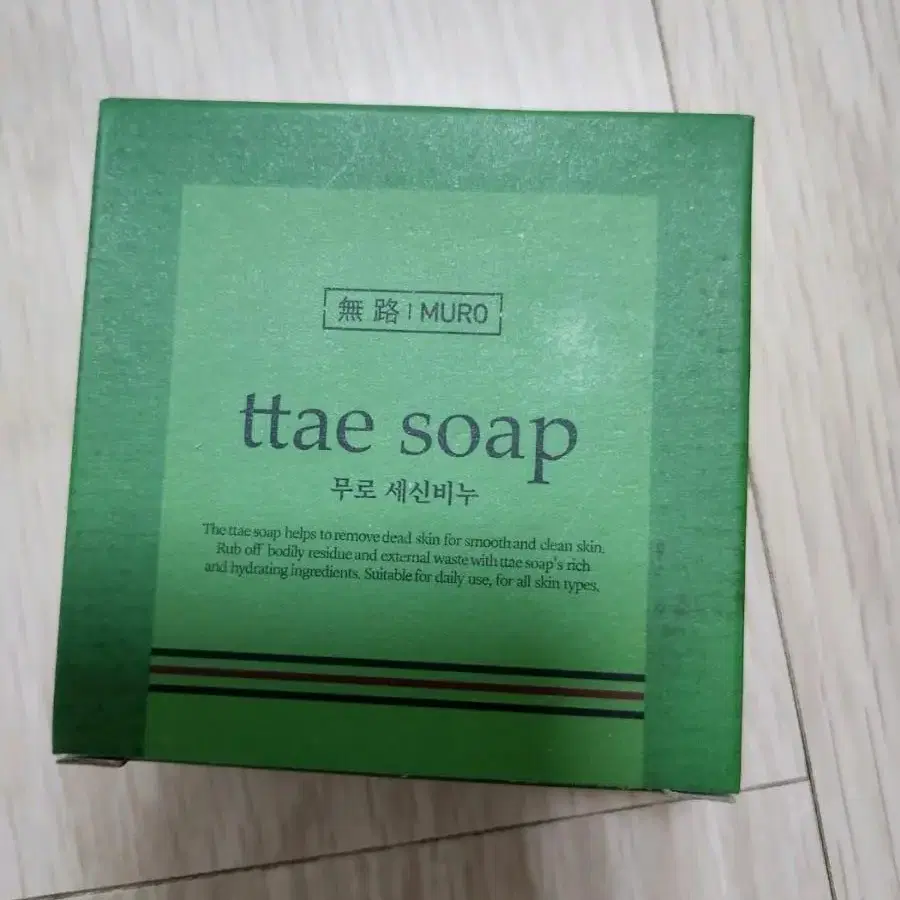 無路 | MURO
ttae soap
무로 세신비누
The ttae soap helps to remove dead skin for smooth and clean skin.
Rub off bodily residue and external waste with ttae soap's rich
and hydrating ingredients. Suitable for daily use, for all skin types.